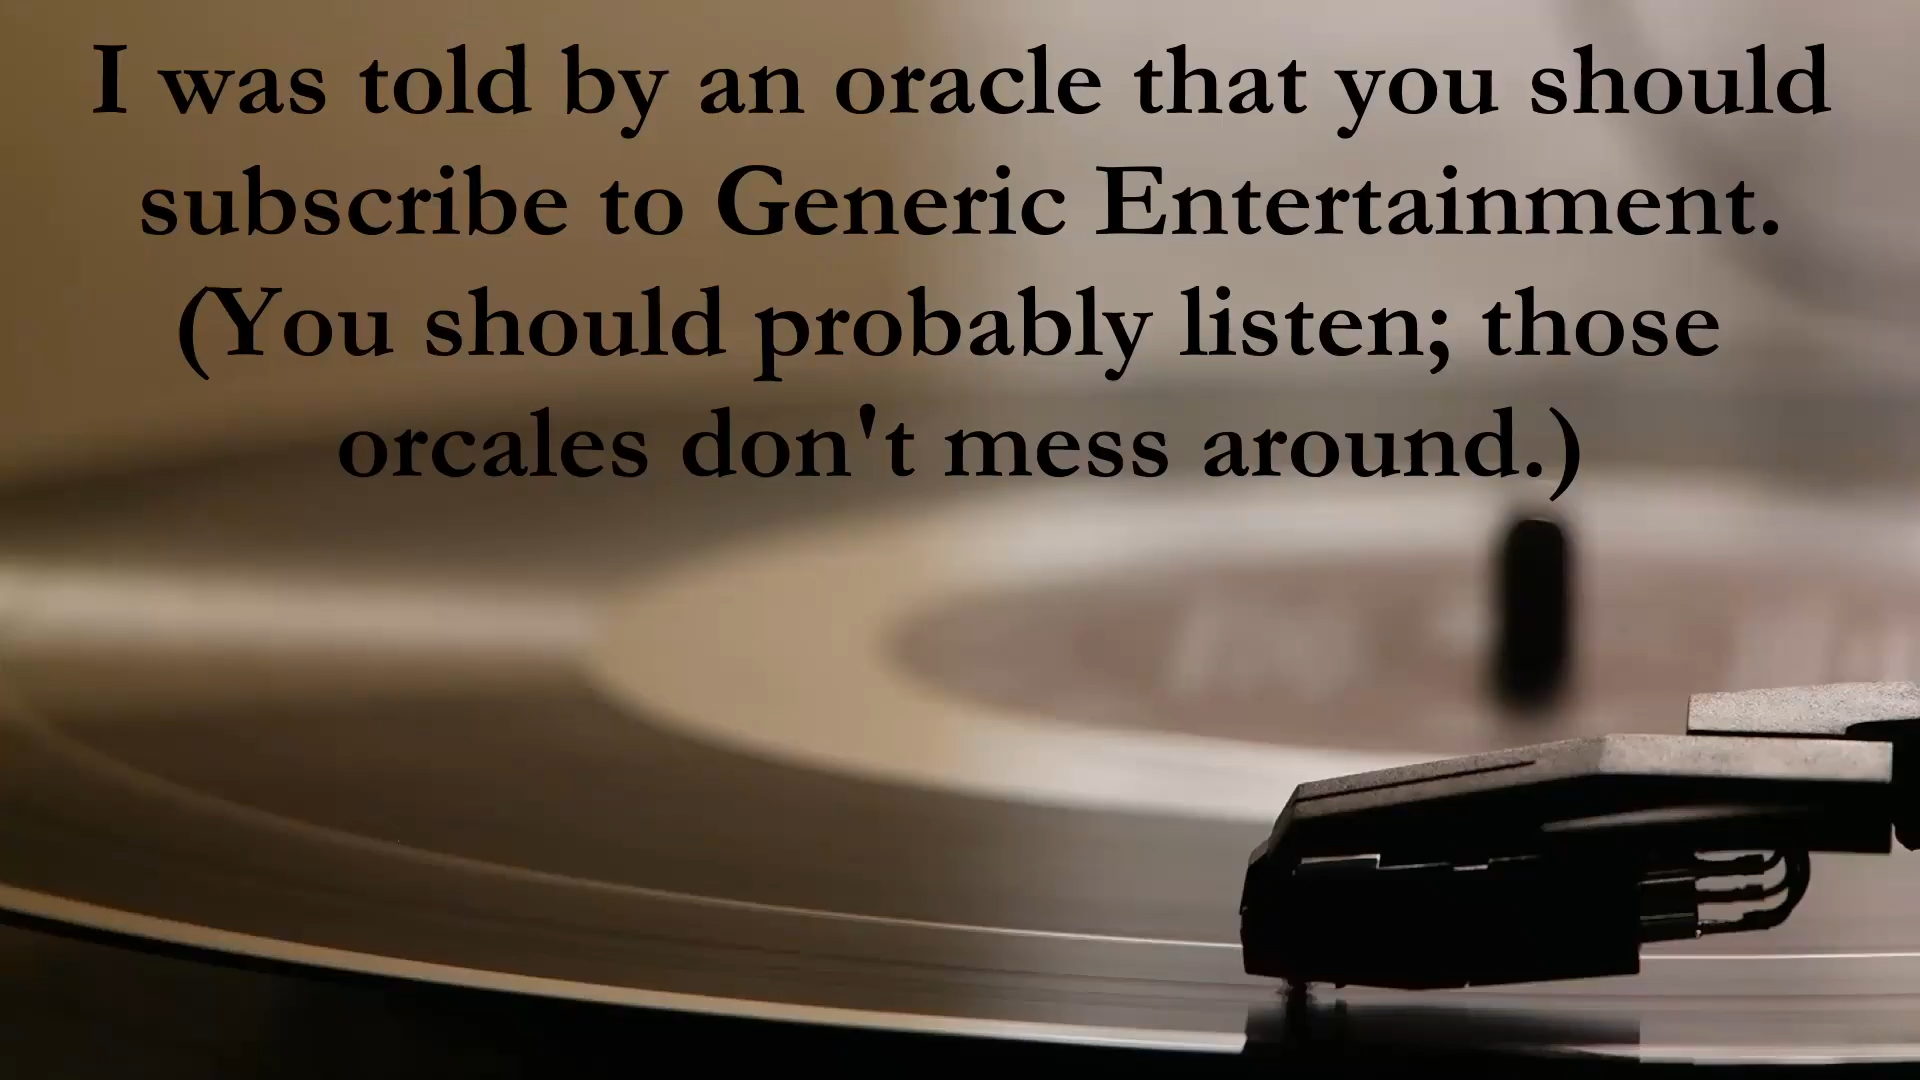 I was told by an oracle that you should
subscribe to Generic Entertainment.
(You should probably listen; those
orcales don't mess around.)